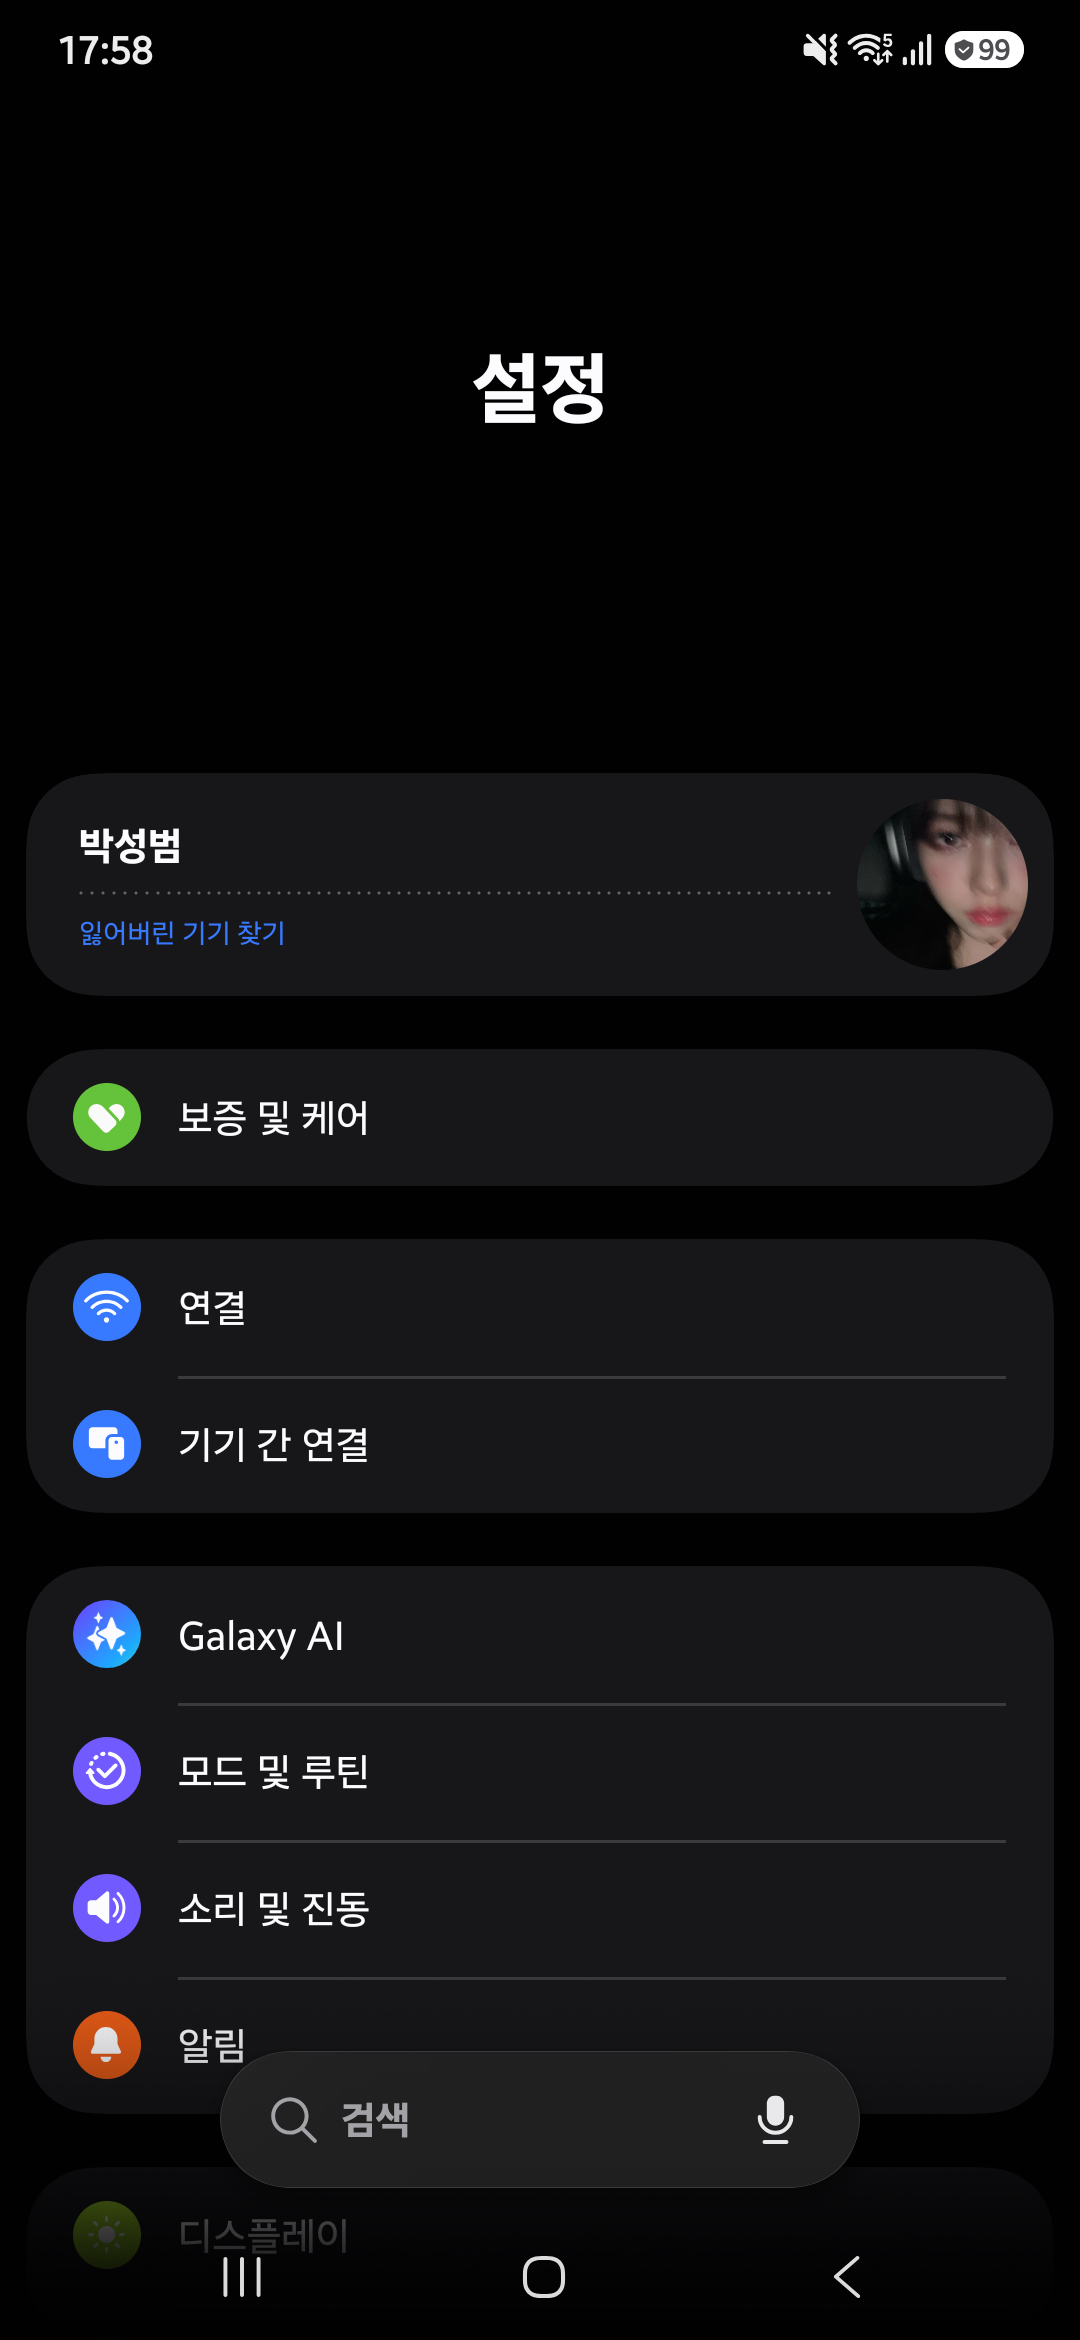 17:58
5
99
설정
박성범
잃어버린 기기 찾기
보증 및 케어
연결
기기 간 연결
Galaxy AI
모드 및 루틴
소리 및 진동
알림
검색
디스플레이